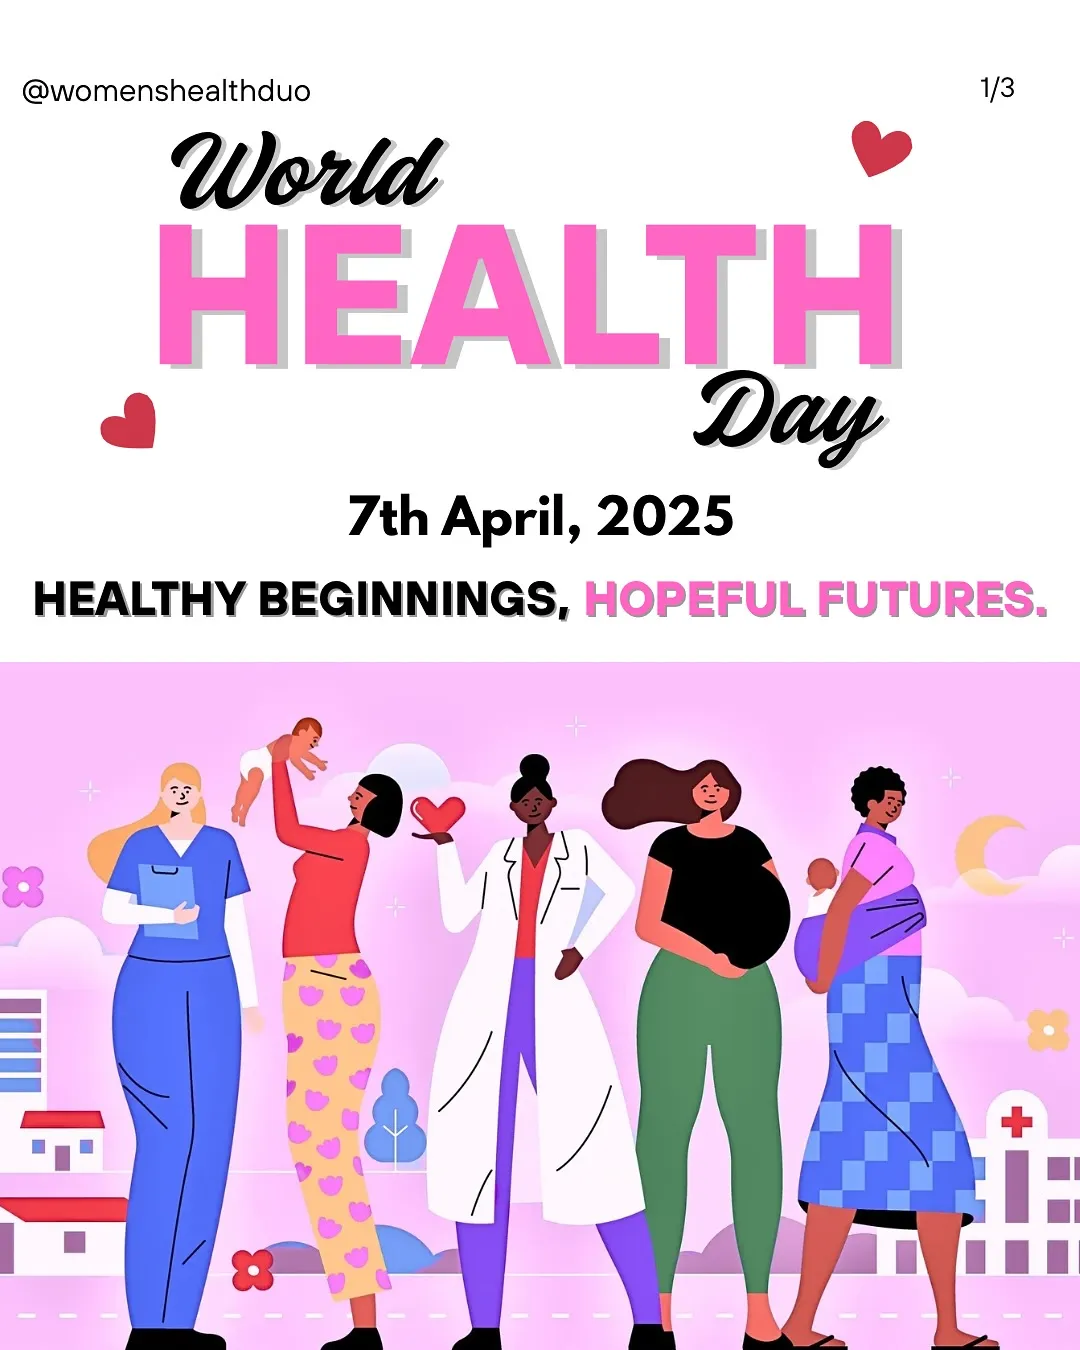 @womenshealthduo
1/3
World
HEALTH
Day
7th April, 2025
HEALTHY BEGINNINGS, HOPEFUL FUTURES.